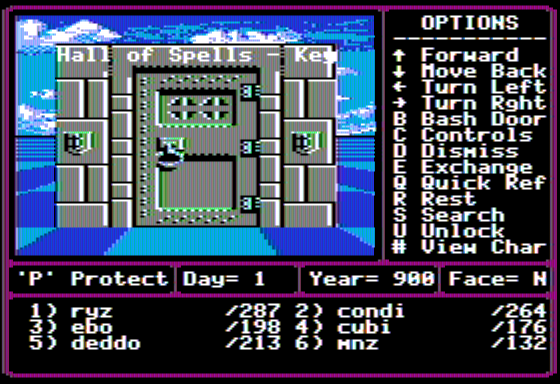 OPTIONS
Hall of Spells - Key
↑ Forward
↓ Move Back
← Turn Left
→ Turn Rght
B Bash Door
C Controls
D Dismiss
E Exchange
Q Quick Ref
R Rest
S Search
U Unlock
# View Char
'P' Protect
Day= 1
Year= 900
Face= N
1) ryz /287 2) condi /264
3) ebo /198 4) cubi /176
5) deddo /213 6) mnz /132